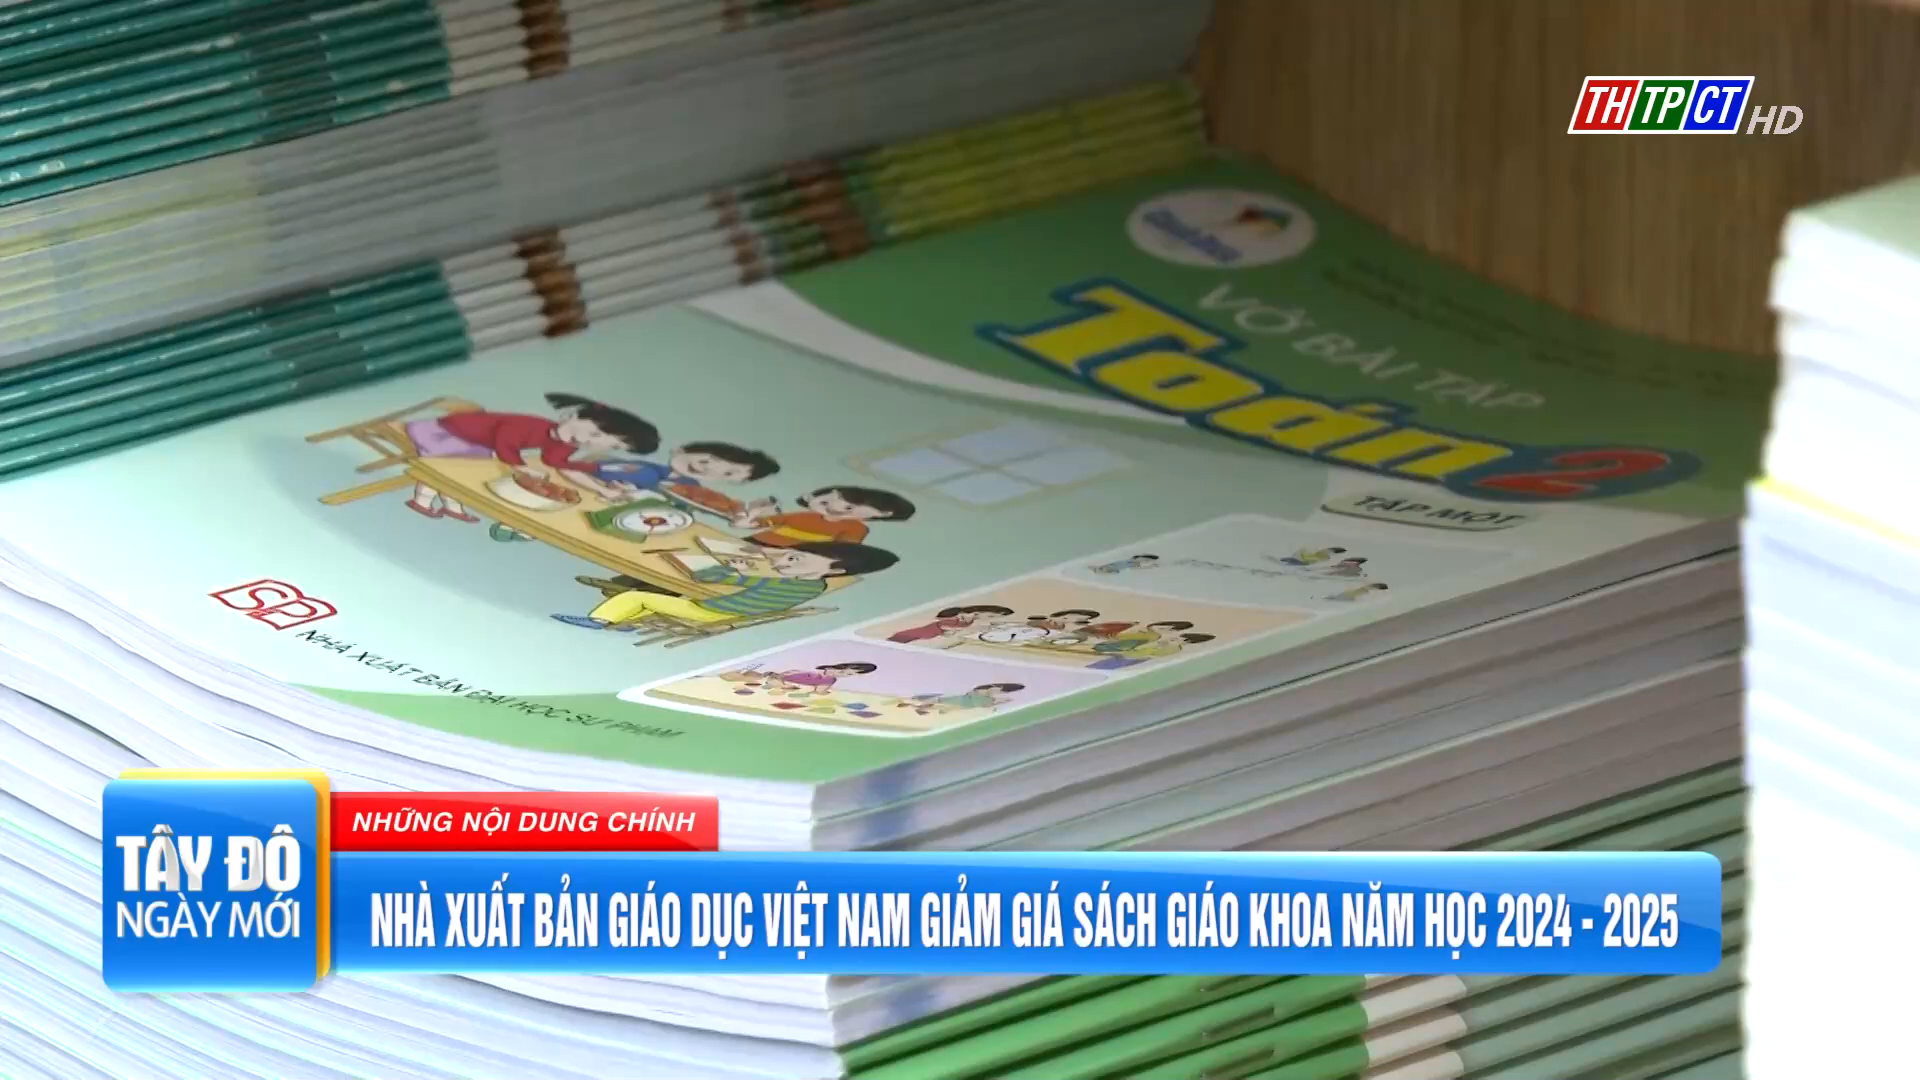 THTPCT HD
VỞ BÀI TẬP
Toán 2
TẬP MỘT
NHÀ XUẤT BẢN ĐẠI HỌC SƯ PHẠM
NHỮNG NỘI DUNG CHÍNH
TÂY ĐÔ
NGÀY MỚI
NHÀ XUẤT BẢN GIÁO DỤC VIỆT NAM GIẢM GIÁ SÁCH GIÁO KHOA NĂM HỌC 2024 - 2025